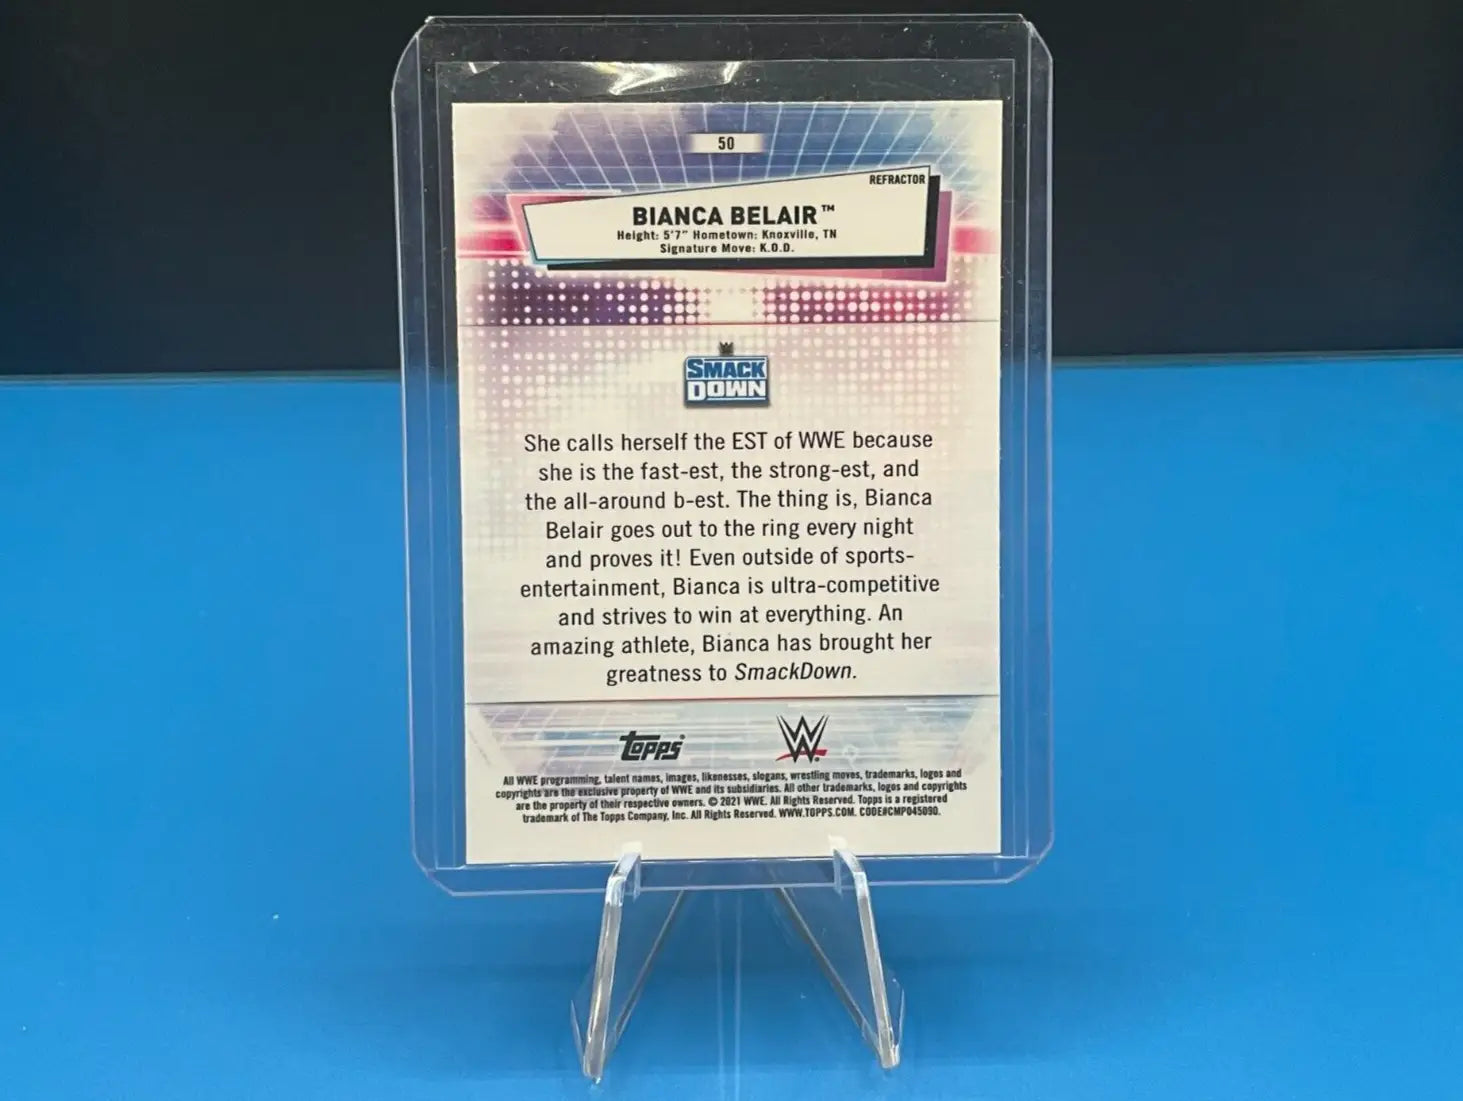 50
REFRACTOR
BIANCA BELAIR™
Height: 5'7" Hometown: Knoxville, TN
Signature Move: K.O.D.
SMACK
DOWN
She calls herself the EST of WWE because
she is the fast-est, the strong-est, and
the all-around b-est. The thing is, Bianca
Belair goes out to the ring every night
and proves it! Even outside of sports-
entertainment, Bianca is ultra-competitive
and strives to win at everything. An
amazing athlete, Bianca has brought her
greatness to SmackDown.
Topps® W
All WWE programming, talent names, images, likenesses, slogans, wrestling moves, trademarks, logos and
copyrights are the exclusive property of WWE and its subsidiaries. All other trademarks, logos and copyrights
are the property of their respective owners. © 2021 WWE. All Rights Reserved. Topps is a registered
trademark of The Topps Company, Inc. All Rights Reserved. WWW.TOPPS.COM. CODE#CMP045090.